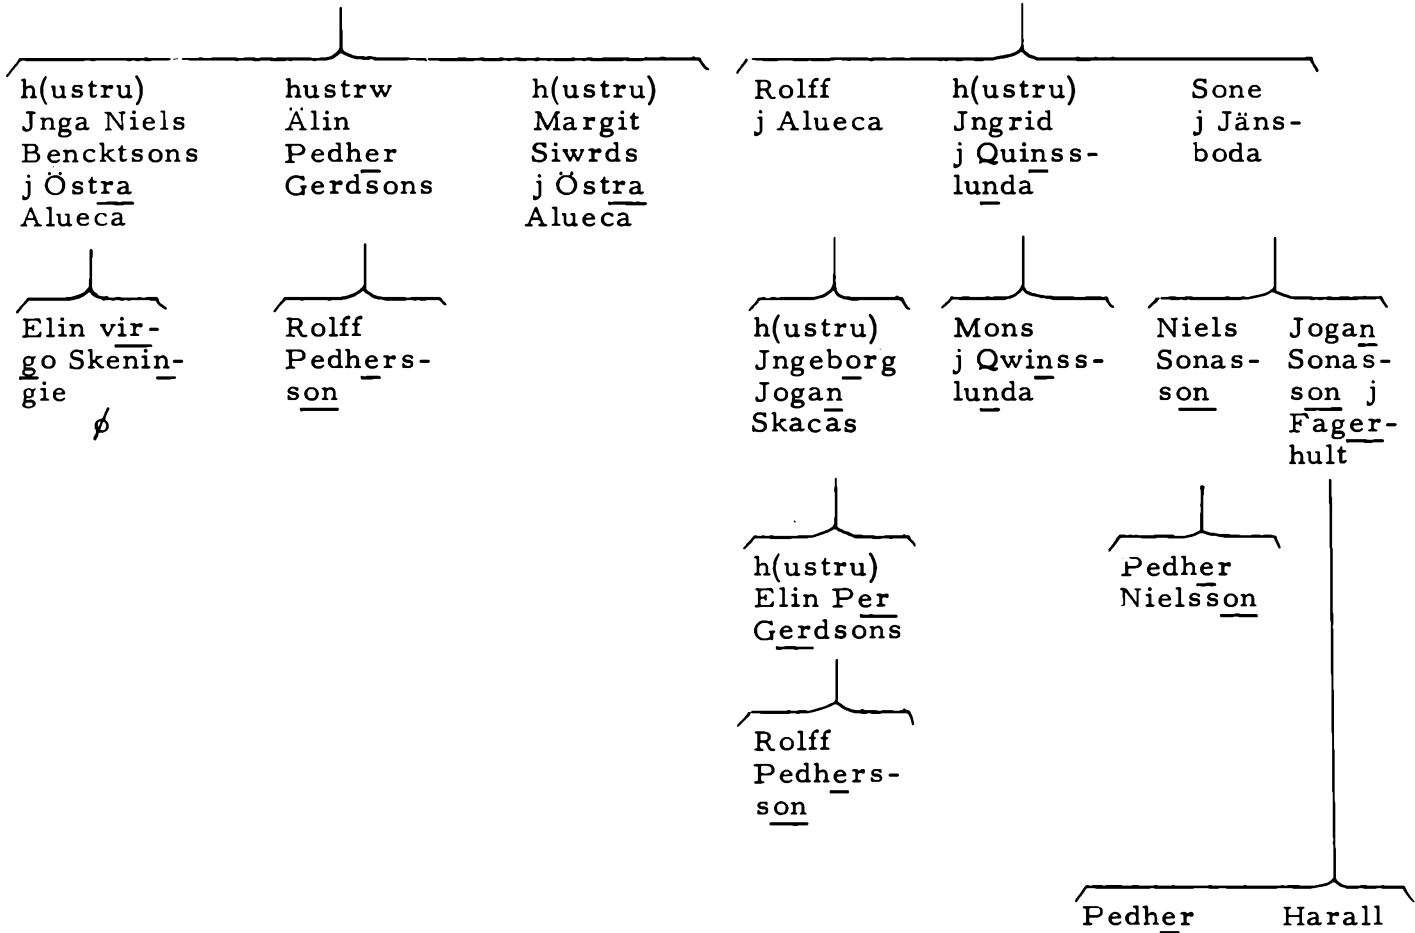 h(ustru)
Jnga Niels
Bencktsons
j Östra
Alueca
hustrw
Älin
Pedher
Gerdsons
h(ustru)
Margit
Siwrds
j Östra
Alueca
Rolff
j Alueca
h(ustru)
Jngrid
j Quinss-
lunda
Sone
j Jäns-
boda
Elin vir-
go Skenin-
gie
ø
Rolff
Pedhers-
son
h(ustru)
Jngeborg
Jogan
Skacas
Mons
j Qwinss-
lunda
Niels
Sonas-
son
Jogan
Sonas-
son j
Fager-
hult
h(ustru)
Elin Per
Gerdsons
Pedher
Nielsson
Rolff
Pedhers-
son
Pedher
Harall